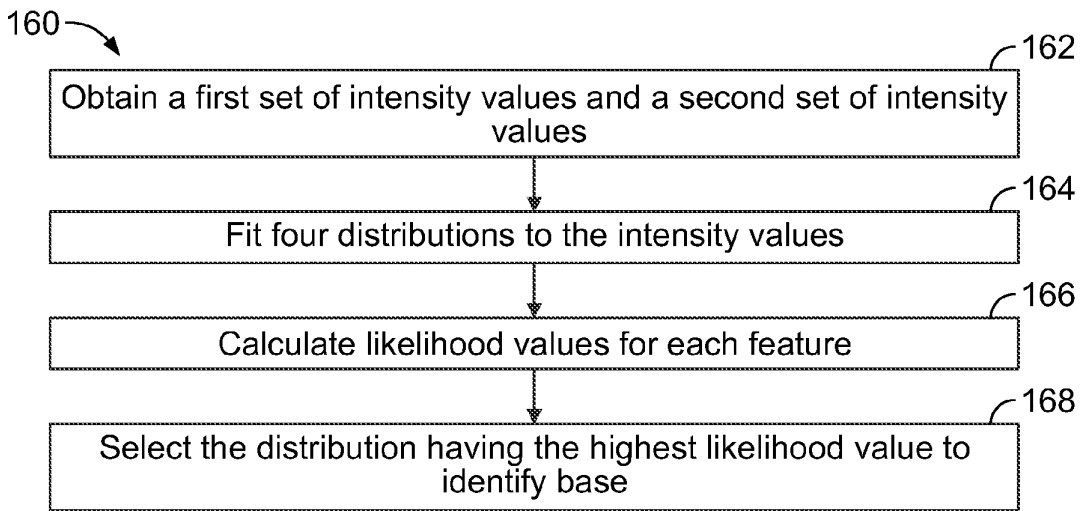 160
162
Obtain a first set of intensity values and a second set of intensity
values
164
Fit four distributions to the intensity values
166
Calculate likelihood values for each feature
168
Select the distribution having the highest likelihood value to
identify base